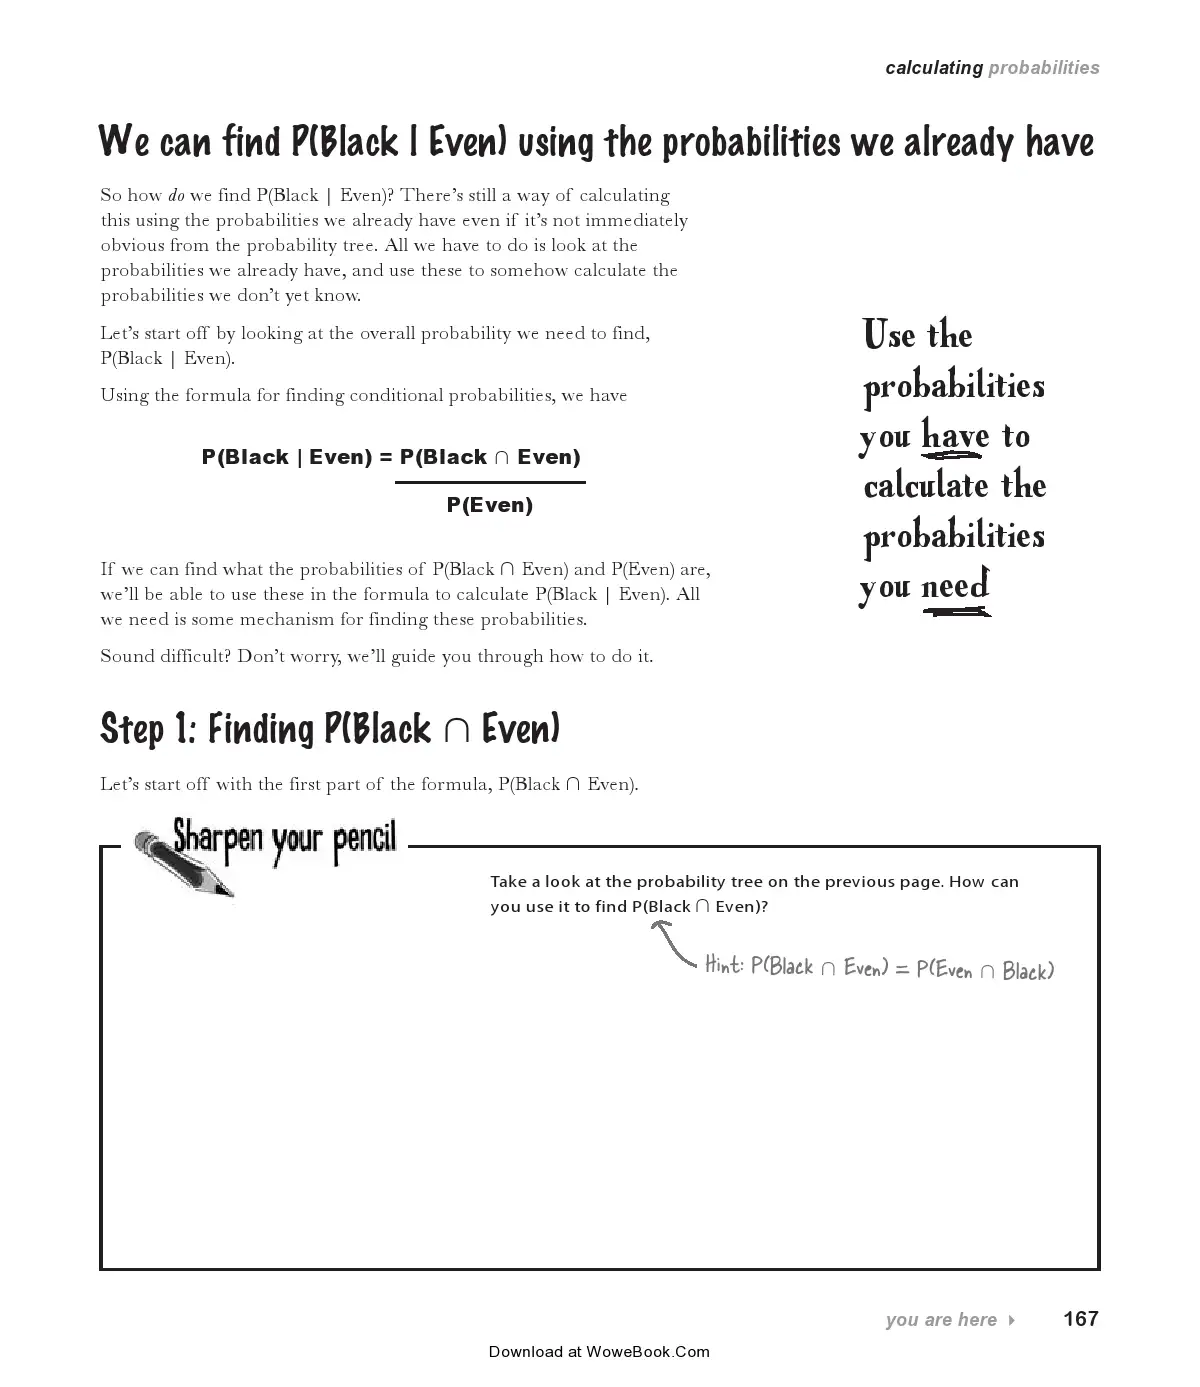 calculating probabilities
We can find P(Black | Even) using the probabilities we already have
So how do we find P(Black | Even)? There's still a way of calculating
this using the probabilities we already have even if it's not immediately
obvious from the probability tree. All we have to do is look at the
probabilities we already have, and use these to somehow calculate the
probabilities we don't yet know.
Let's start off by looking at the overall probability we need to find,
P(Black | Even).
Using the formula for finding conditional probabilities, we have
P(Black | Even) = P(Black ∩ Even)
P(Even)
If we can find what the probabilities of P(Black ∩ Even) and P(Even) are,
we'll be able to use these in the formula to calculate P(Black | Even). All
we need is some mechanism for finding these probabilities.
Sound difficult? Don't worry, we'll guide you through how to do it.
Use the
probabilities
you have to
calculate the
probabilities
you need
Step 1: Finding P(Black ∩ Even)
Let's start off with the first part of the formula, P(Black ∩ Even).
Sharpen your pencil
Take a look at the probability tree on the previous page. How can
you use it to find P(Black ∩ Even)?
Hint: P(Black ∩ Even) = P(Even ∩ Black)
you are here ▸ 167
Download at WoweBook.Com